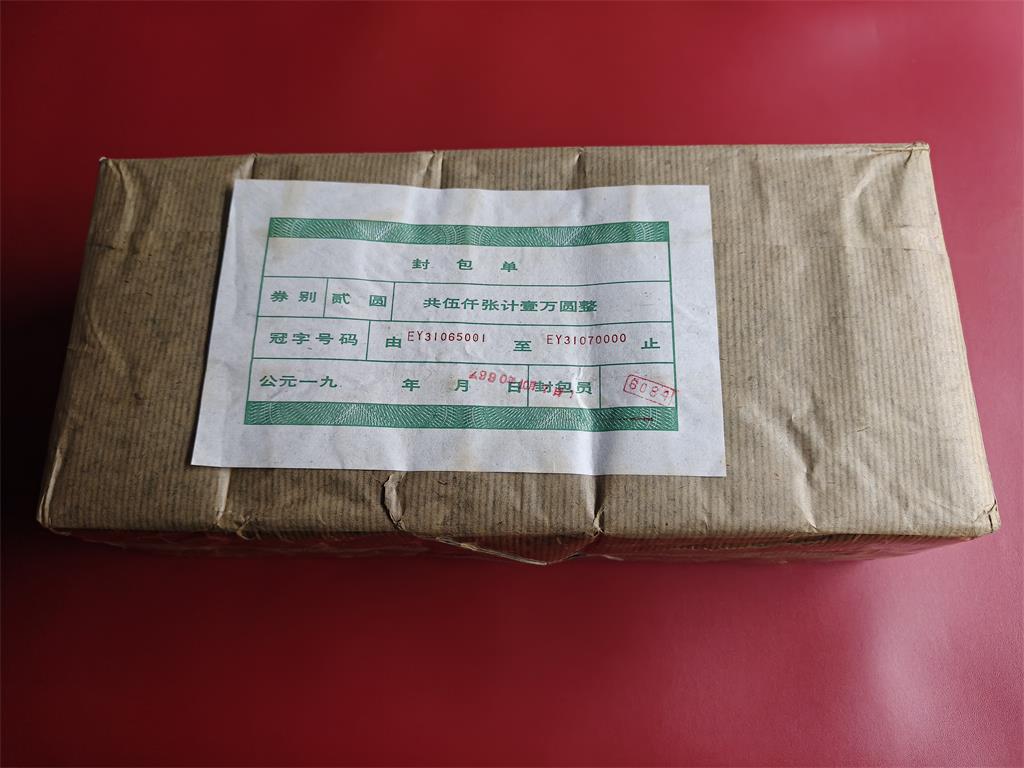 封包单
券别 贰圆 共伍仟张计壹万圆整
冠字号码 由 EY31065001 至 EY31070000 止
公元一九 年 月 日 封包员